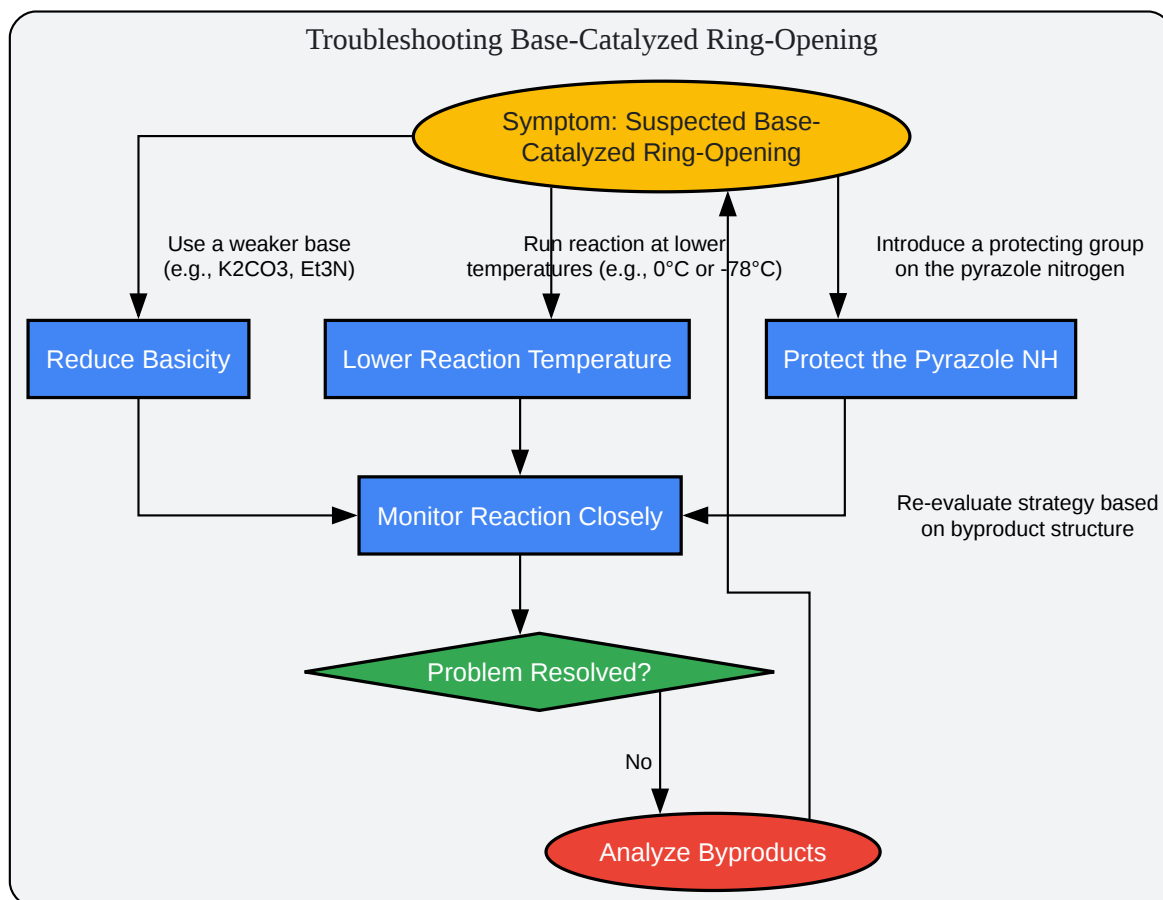 Troubleshooting Base-Catalyzed Ring-Opening
Symptom: Suspected Base-
Catalyzed Ring-Opening
Use a weaker base
(e.g., K2CO3, Et3N)
Run reaction at lower
temperatures (e.g., 0°C or -78°C)
Introduce a protecting group
on the pyrazole nitrogen
Reduce Basicity
Lower Reaction Temperature
Protect the Pyrazole NH
Monitor Reaction Closely
Re-evaluate strategy based
on byproduct structure
Problem Resolved?
No
Analyze Byproducts